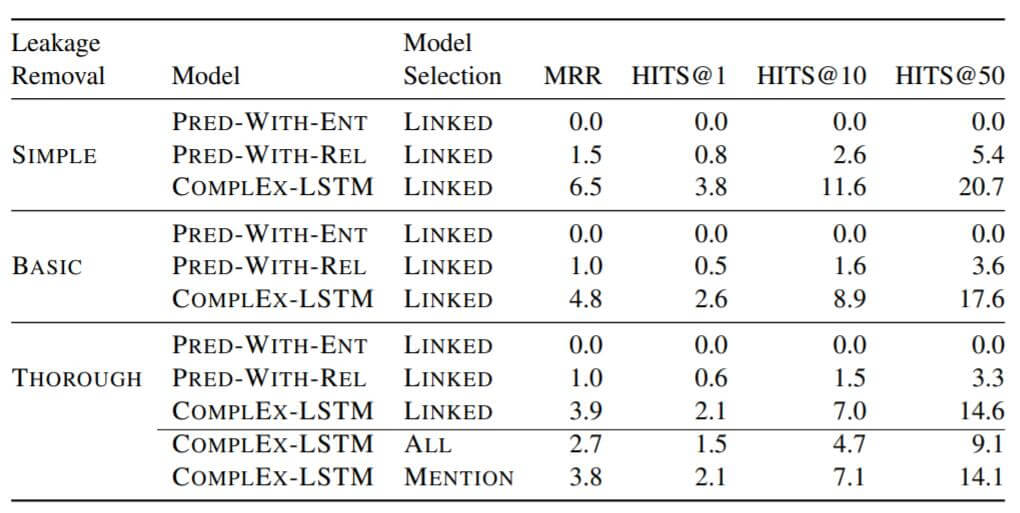 Leakage Model
Removal Model Selection MRR HITS@1 HITS@10 HITS@50
PRED-WITH-ENT LINKED 0.0 0.0 0.0 0.0
SIMPLE PRED-WITH-REL LINKED 1.5 0.8 2.6 5.4
COMPLEX-LSTM LINKED 6.5 3.8 11.6 20.7
PRED-WITH-ENT LINKED 0.0 0.0 0.0 0.0
BASIC PRED-WITH-REL LINKED 1.0 0.5 1.6 3.6
COMPLEX-LSTM LINKED 4.8 2.6 8.9 17.6
PRED-WITH-ENT LINKED 0.0 0.0 0.0 0.0
THOROUGH PRED-WITH-REL LINKED 1.0 0.6 1.5 3.3
COMPLEX-LSTM LINKED 3.9 2.1 7.0 14.6
COMPLEX-LSTM ALL 2.7 1.5 4.7 9.1
COMPLEX-LSTM MENTION 3.8 2.1 7.1 14.1